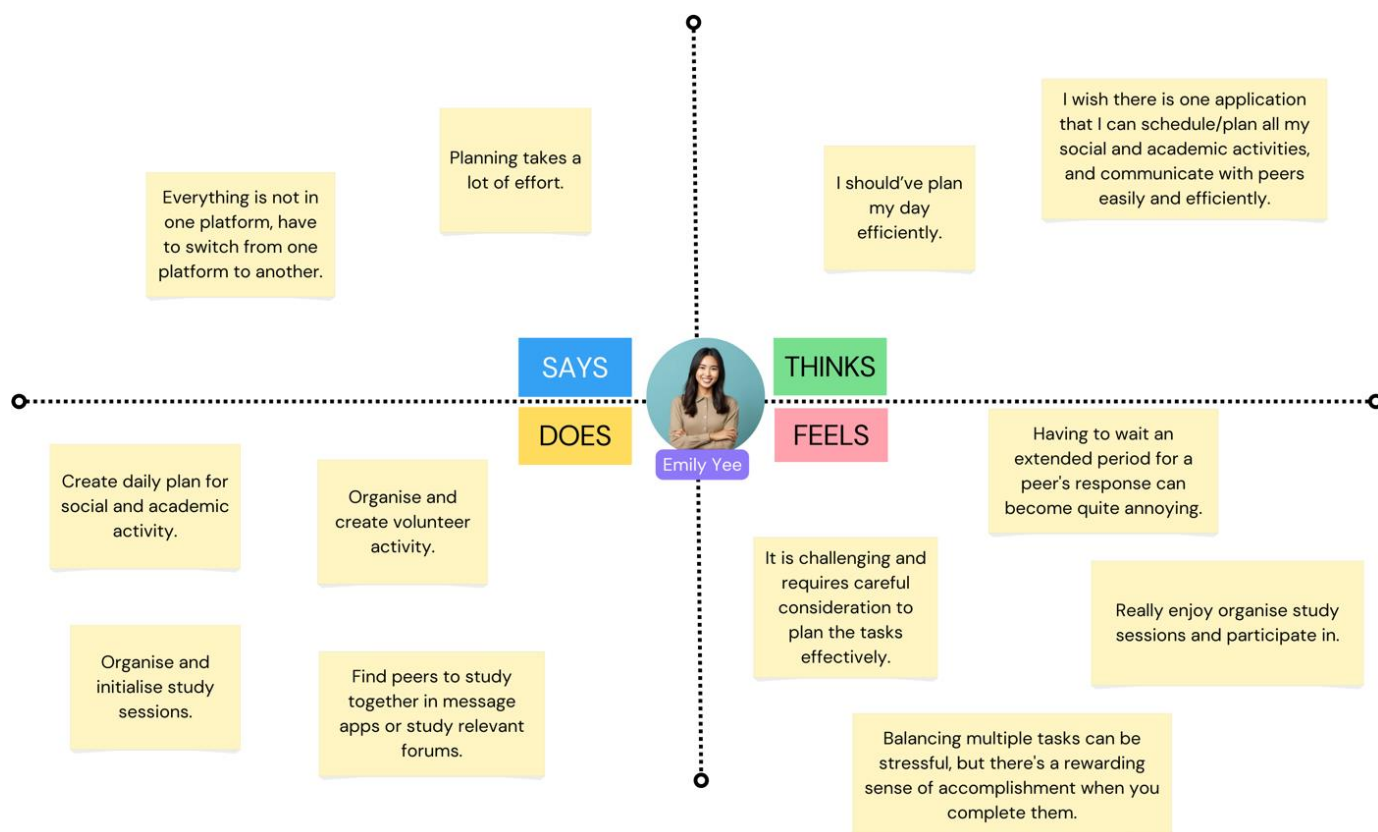 Planning takes a
lot of effort.
Everything is not in
one platform, have
to switch from one
platform to another.
I wish there is one application
that I can schedule/plan all my
social and academic activities,
and communicate with peers
easily and efficiently.
I should've plan
my day
efficiently.
SAYS
THINKS
DOES
FEELS
Emily Yee
Create daily plan for
social and academic
activity.
Organise and
create volunteer
activity.
Organise and
initialise study
sessions.
Find peers to study
together in message
apps or study relevant
forums.
Having to wait an
extended period for a
peer's response can
become quite annoying.
It is challenging and
requires careful
consideration to
plan the tasks
effectively.
Really enjoy organise study
sessions and participate in.
Balancing multiple tasks can be
stressful, but there's a rewarding
sense of accomplishment when you
complete them.